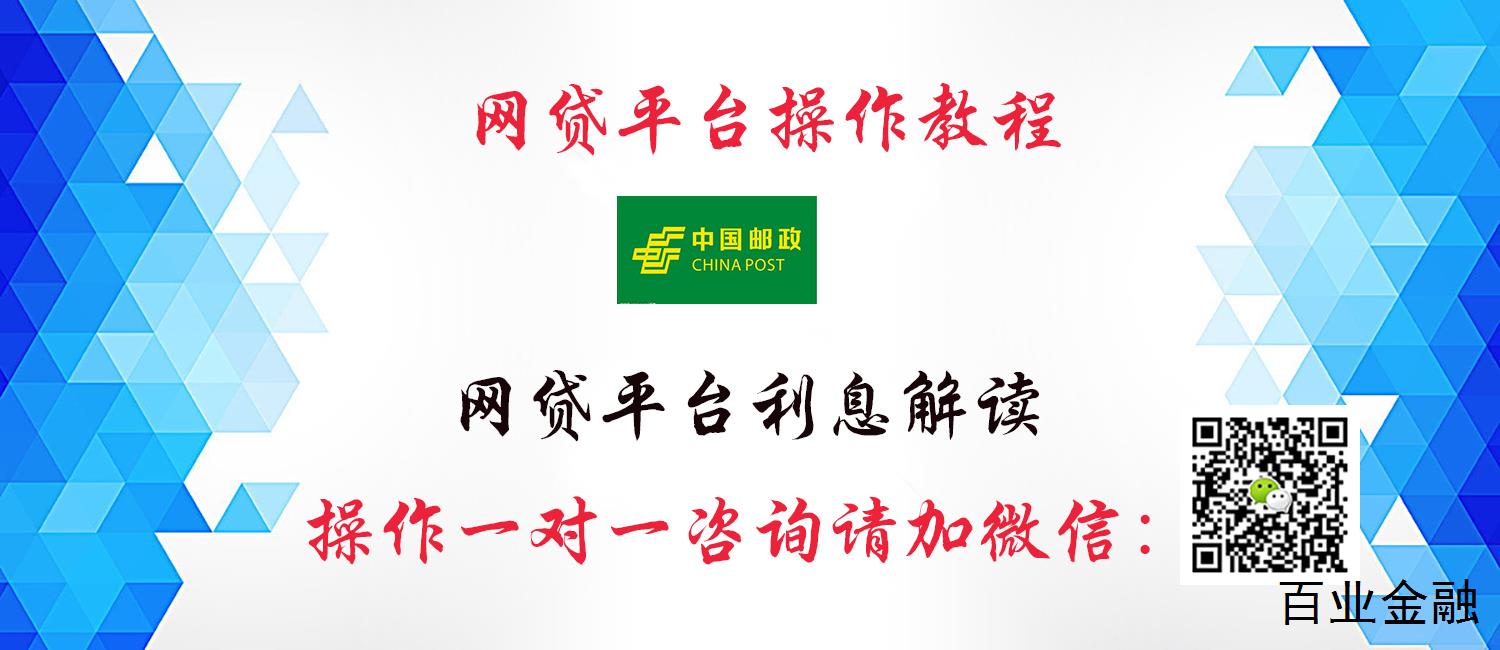 网贷平台操作教程
中国邮政
CHINA POST
网贷平台利息解读
操作一对一咨询请加微信：
百业金融